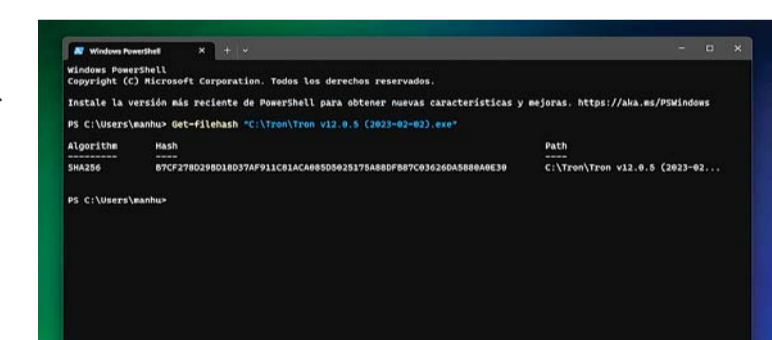 Windows PowerShell
Windows PowerShell
Copyright (C) Microsoft Corporation. Todos los derechos reservados.
Instale la versión más reciente de PowerShell para obtener nuevas características y mejoras. https://aka.ms/PSWindows
PS C:\Users\manhu> Get-filehash "C:\Tron\Tron v12.0.5 (2023-02-02).exe"
Algorithm Hash Path
--------- ---- ----
SHA256 C:\Tron\Tron v12.0.5 (2023-02...
PS C:\Users\manhu>